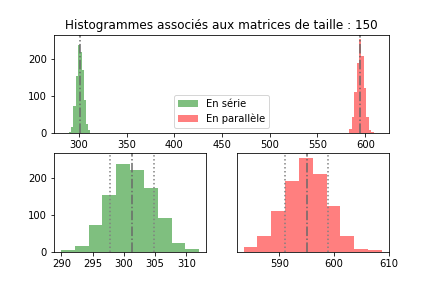 Histogrammes associés aux matrices de taille : 150
200
100
0
En série
En parallèle
300 350 400 450 500 550 600
200
100
0
290 295 300 305 310
590 600 610